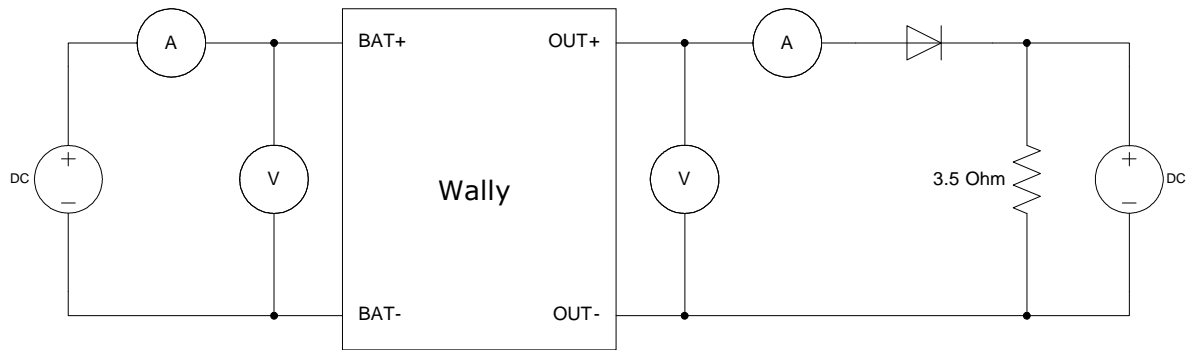 A
BAT+
OUT+
A
DC
+
−
V
Wally
V
3.5 Ohm
+
−
DC
BAT-
OUT-